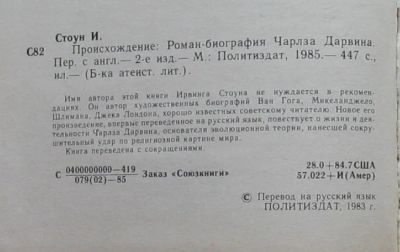 Стоун И.
С82 Происхождение: Роман-биография Чарлза Дарвина.
Пер. с англ.— 2-е изд.— М.: Политиздат, 1985.— 447 с.,
ил.— (Б-ка атеист. лит.).
Имя автора этой книги Ирвинга Стоуна не нуждается в рекомен-
дациях. Он автор художественных биографий Ван Гога, Микеланджело,
Шлимана, Джека Лондона, хорошо известных советскому читателю. Новое его
произведение, впервые переведенное на русский язык, повествует о жизни и дея-
тельности Чарлза Дарвина, основателя эволюционной теории, нанесшей сокру-
шительный удар по религиозной картине мира.
Книга переведена с сокращениями.
С 0400000000—419 Заказ «Союзкниги» 28.0+84.7США
079(02)—85 57.022+И(Амер)
© Перевод на русский язык
ПОЛИТИЗДАТ, 1983 г.